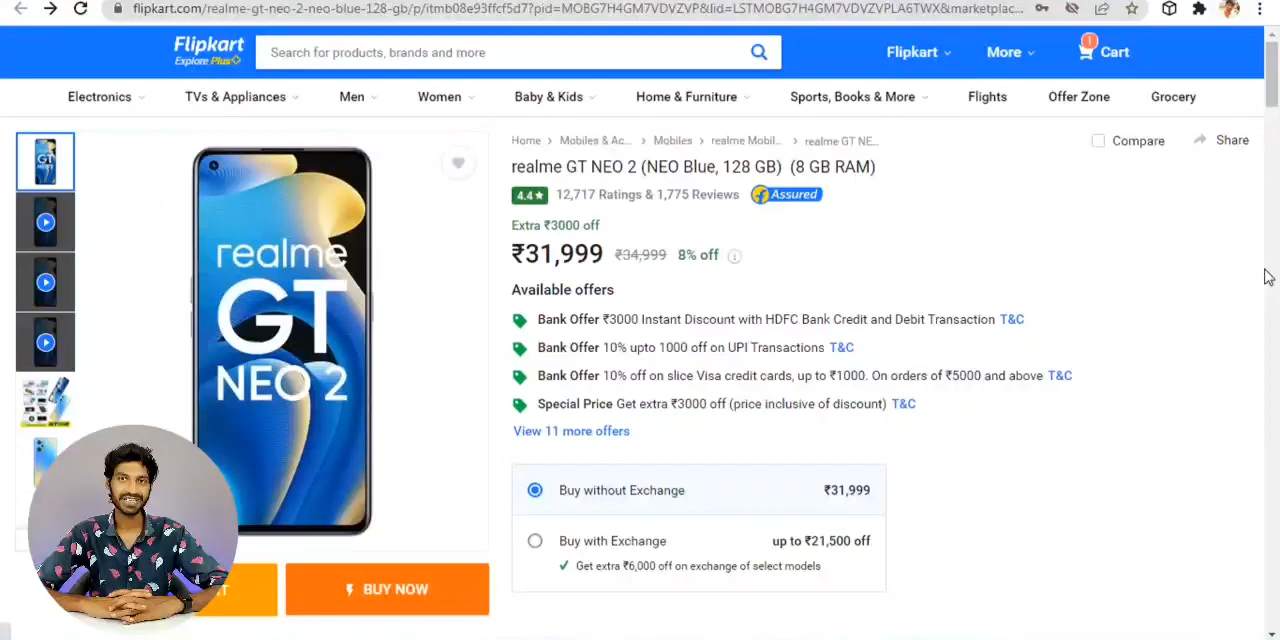 flipkart.com/realme-gt-neo-2-neo-blue-128-gb/p/itmb08e93ffcf5d7?pid=MOBG7H4GM7VDVZVP&lid=LSTMOBG7H4GM7VDVZVPLA6TWX&marketplac...
Flipkart
Explore Plus
Search for products, brands and more
Flipkart
More
1
Cart
Electronics
TVs & Appliances
Men
Women
Baby & Kids
Home & Furniture
Sports, Books & More
Flights
Offer Zone
Grocery
Home
Mobiles & Ac...
Mobiles
realme Mobil...
realme GT NE...
Compare
Share
realme GT NEO 2 (NEO Blue, 128 GB) (8 GB RAM)
4.4★ 12,717 Ratings & 1,775 Reviews Assured
Extra ₹3000 off
₹31,999 ₹34,999 8% off
Available offers
Bank Offer ₹3000 Instant Discount with HDFC Bank Credit and Debit Transaction T&C
Bank Offer 10% upto 1000 off on UPI Transactions T&C
Bank Offer 10% off on slice Visa credit cards, up to ₹1000. On orders of ₹5000 and above T&C
Special Price Get extra ₹3000 off (price inclusive of discount) T&C
View 11 more offers
Buy without Exchange ₹31,999
Buy with Exchange up to ₹21,500 off
✓ Get extra ₹6,000 off on exchange of select models
GT
realme
GT
NEO 2
BUY NOW